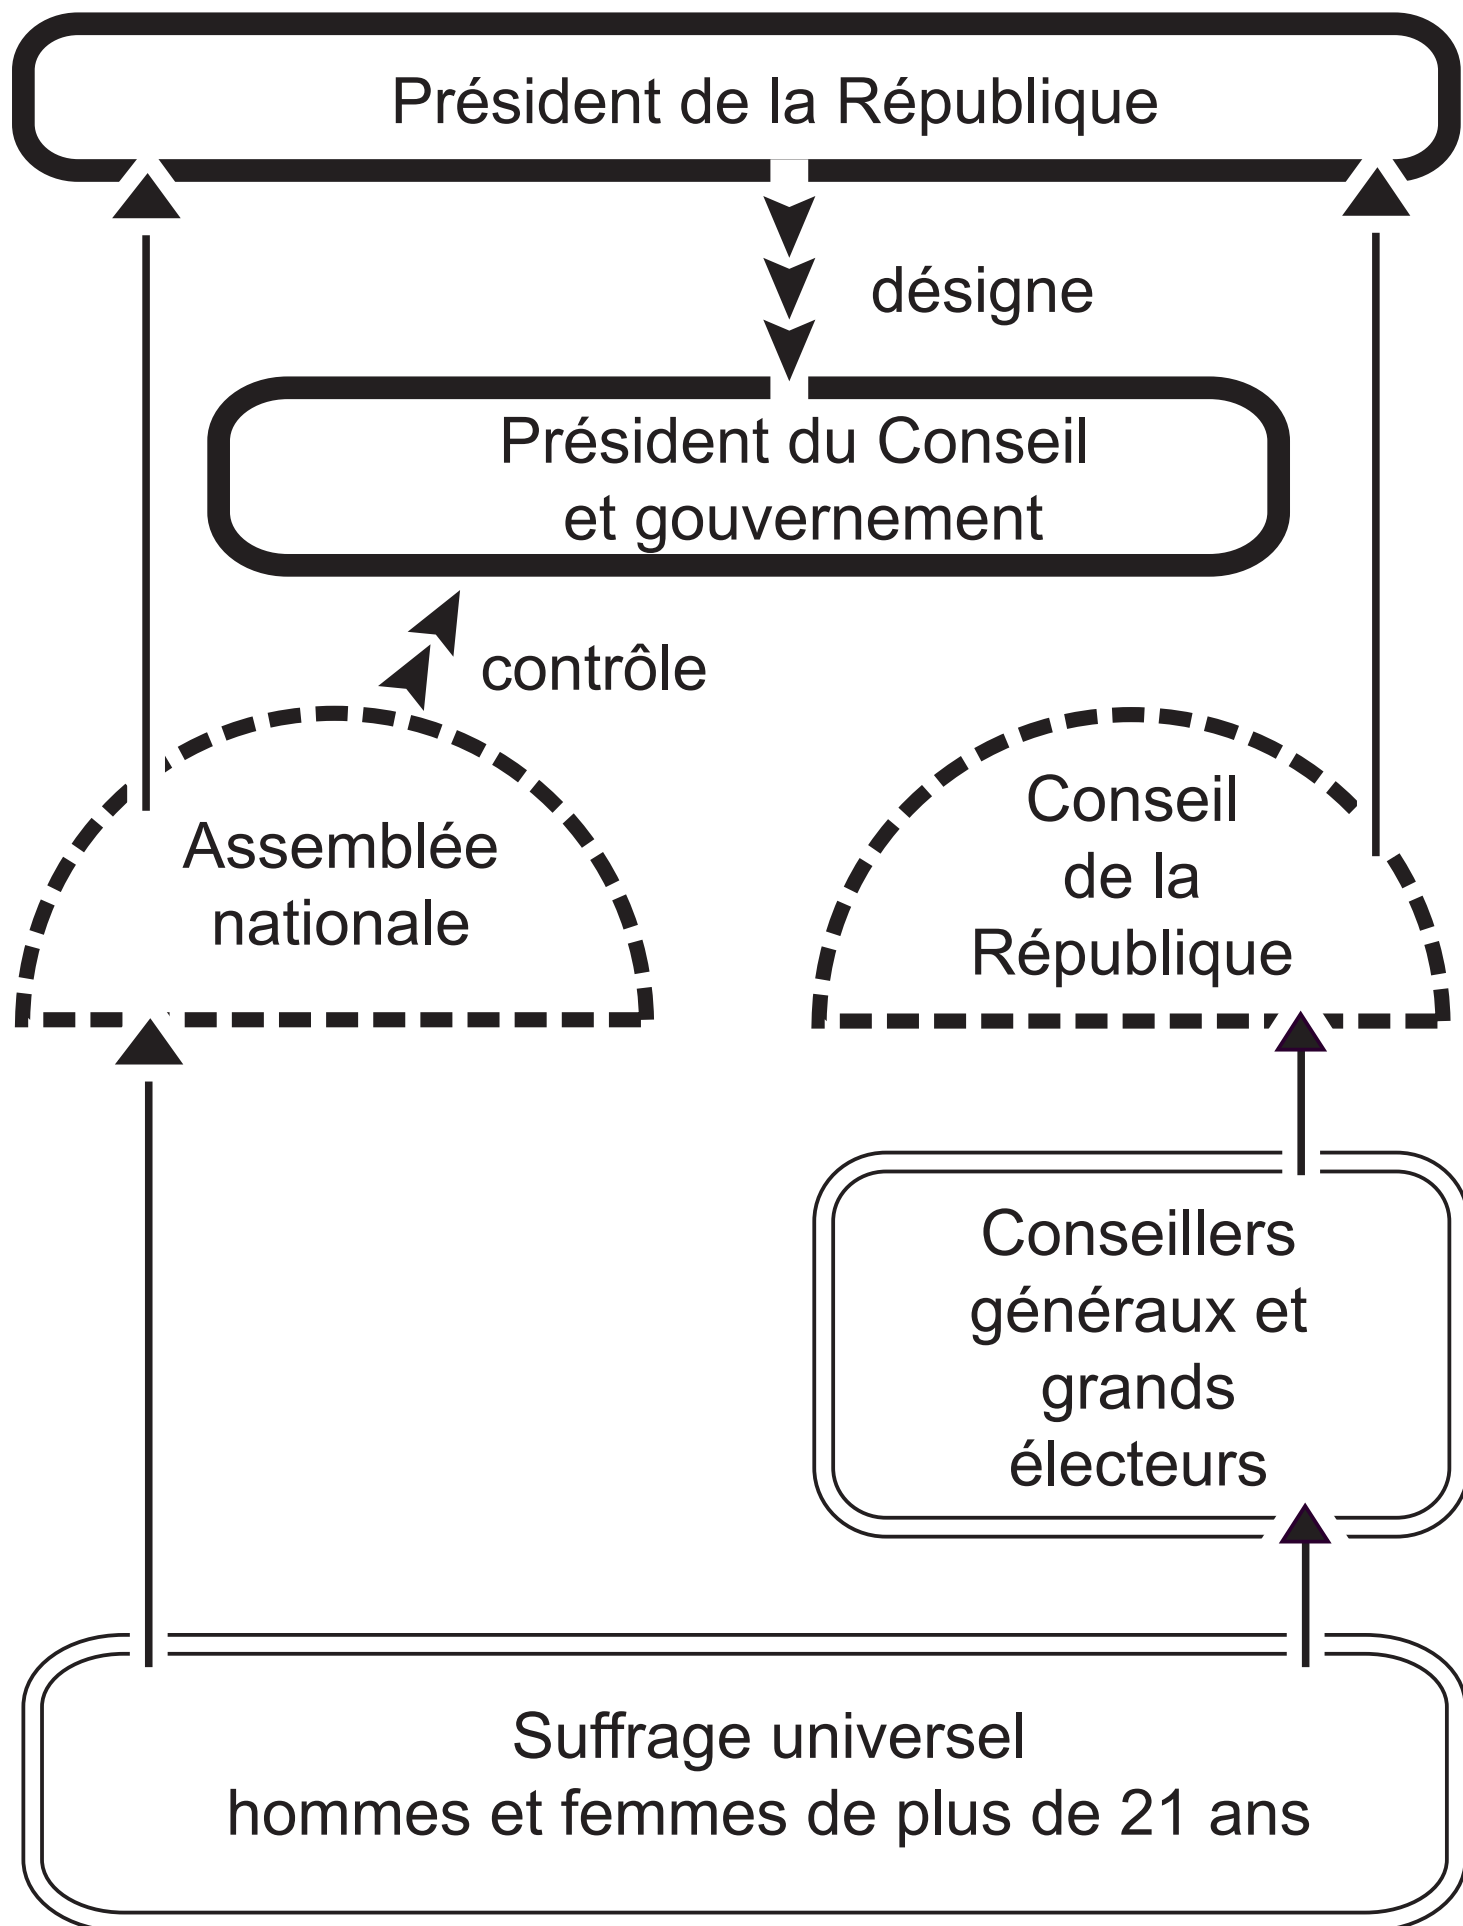 Président de la République
désigne
Président du Conseil
et gouvernement
contrôle
Assemblée
nationale
Conseil
de la
République
Conseillers
généraux et
grands
électeurs
Suffrage universel
hommes et femmes de plus de 21 ans